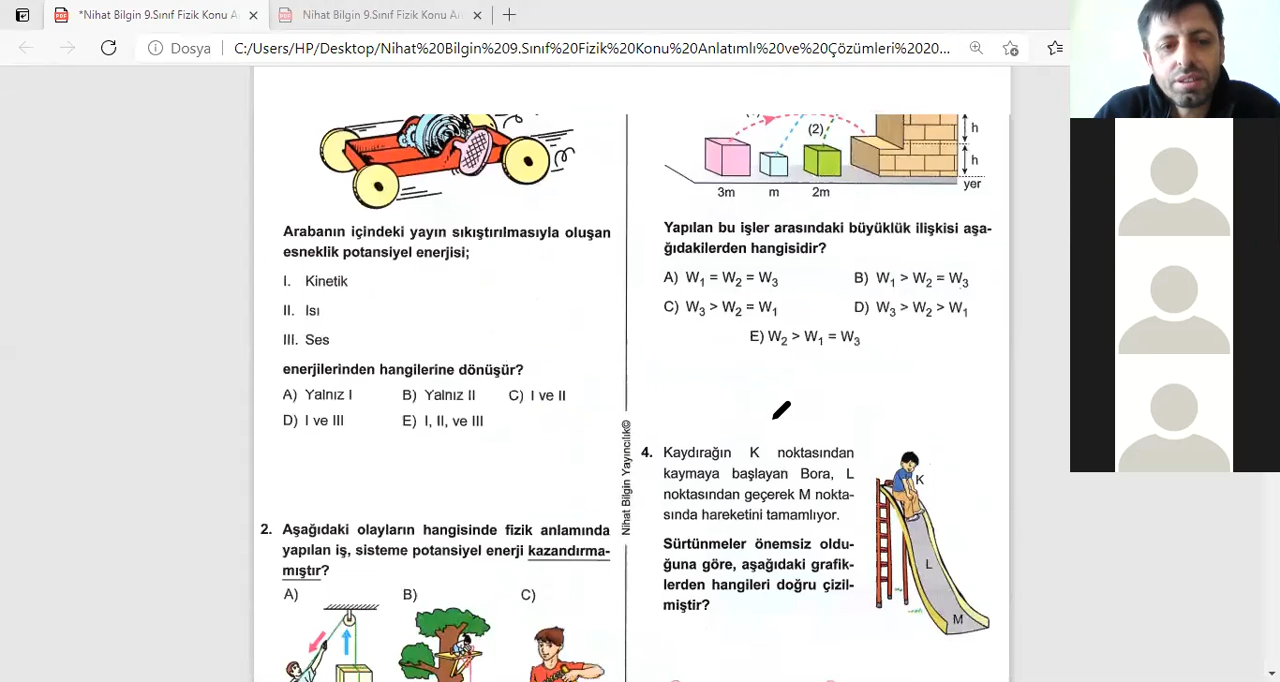 *Nihat Bilgin 9.Sınıf Fizik Konu A
Nihat Bilgin 9.Sınıf Fizik Konu A
Dosya
C:/Users/HP/Desktop/Nihat%20Bilgin%209.Sınıf%20Fizik%20Konu%20Anlatımlı%20ve%20Çözümleri%2020...
Arabanın içindeki yayın sıkıştırılmasıyla oluşan
esneklik potansiyel enerjisi;
I. Kinetik
II. Isı
III. Ses
enerjilerinden hangilerine dönüşür?
A) Yalnız I B) Yalnız II C) I ve II
D) I ve III E) I, II, ve III
2. Aşağıdaki olayların hangisinde fizik anlamında
yapılan iş, sisteme potansiyel enerji kazandırma-
mıştır?
A) B) C)
Nihat Bilgin Yayıncılık©
(2)
h
h
yer
3m m 2m
Yapılan bu işler arasındaki büyüklük ilişkisi aşa-
ğıdakilerden hangisidir?
A) W1 = W2 = W3 B) W1 > W2 = W3
C) W3 > W2 = W1 D) W3 > W2 > W1
E) W2 > W1 = W3
4. Kaydırağın K noktasından
kaymaya başlayan Bora, L
noktasından geçerek M nokta-
sında hareketini tamamlıyor.
Sürtünmeler önemsiz oldu-
ğuna göre, aşağıdaki grafik-
lerden hangileri doğru çizil-
miştir?
K
L
M